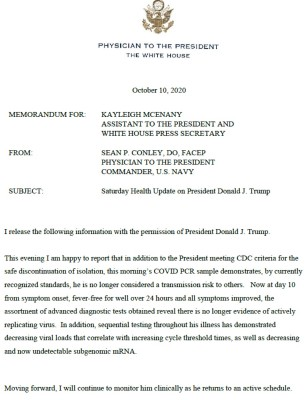 PHYSICIAN TO THE PRESIDENT
THE WHITE HOUSE
October 10, 2020
MEMORANDUM FOR: KAYLEIGH MCENANY
ASSISTANT TO THE PRESIDENT AND
WHITE HOUSE PRESS SECRETARY
FROM: SEAN P. CONLEY, DO, FACEP
PHYSICIAN TO THE PRESIDENT
COMMANDER, U.S. NAVY
SUBJECT: Saturday Health Update on President Donald J. Trump
I release the following information with the permission of President Donald J. Trump.
This evening I am happy to report that in addition to the President meeting CDC criteria for the
safe discontinuation of isolation, this morning’s COVID PCR sample demonstrates, by currently
recognized standards, he is no longer considered a transmission risk to others. Now at day 10
from symptom onset, fever-free for well over 24 hours and all symptoms improved, the
assortment of advanced diagnostic tests obtained reveal there is no longer evidence of actively
replicating virus. In addition, sequential testing throughout his illness has demonstrated
decreasing viral loads that correlate with increasing cycle threshold times, as well as decreasing
and now undetectable subgenomic mRNA.
Moving forward, I will continue to monitor him clinically as he returns to an active schedule.